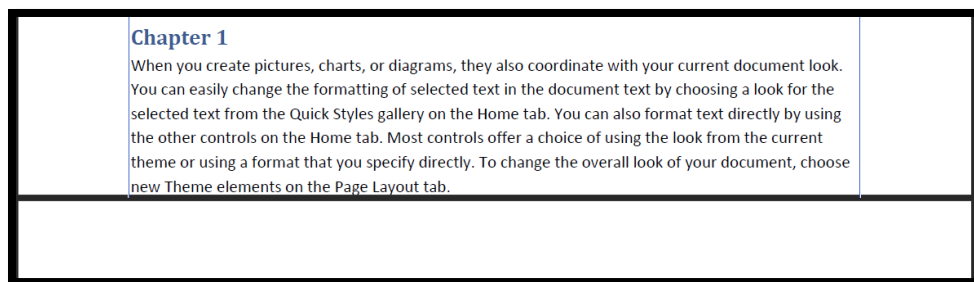 Chapter 1
When you create pictures, charts, or diagrams, they also coordinate with your current document look.
You can easily change the formatting of selected text in the document text by choosing a look for the
selected text from the Quick Styles gallery on the Home tab. You can also format text directly by using
the other controls on the Home tab. Most controls offer a choice of using the look from the current
theme or using a format that you specify directly. To change the overall look of your document, choose
new Theme elements on the Page Layout tab.